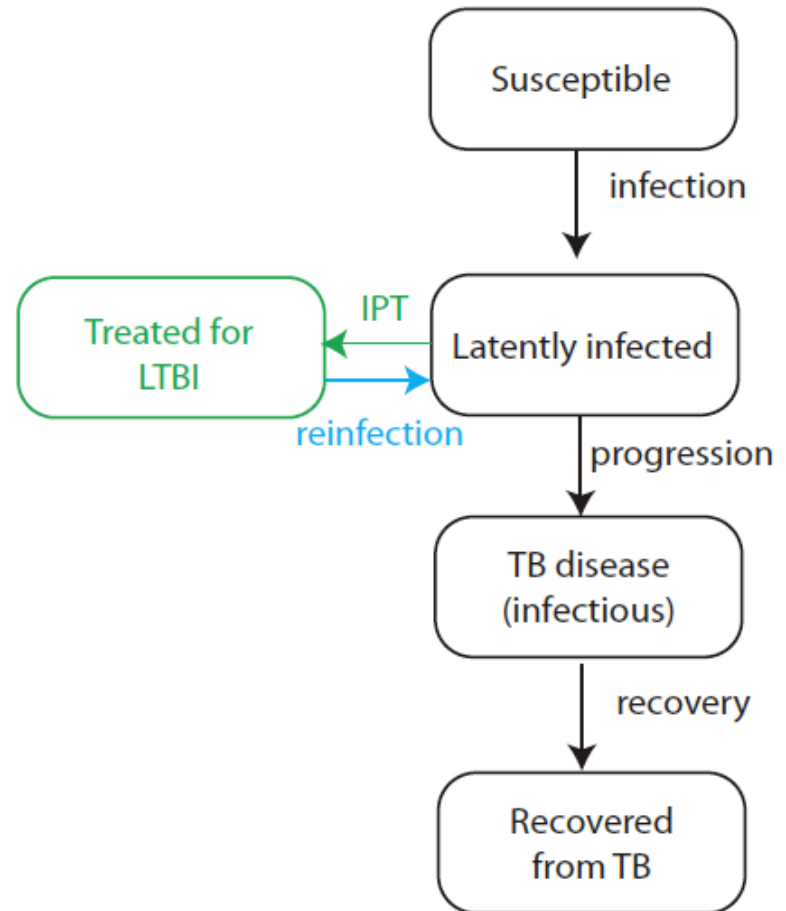 Susceptible
infection
IPT
Treated for
LTBI
Latently infected
reinfection
progression
TB disease
(infectious)
recovery
Recovered
from TB